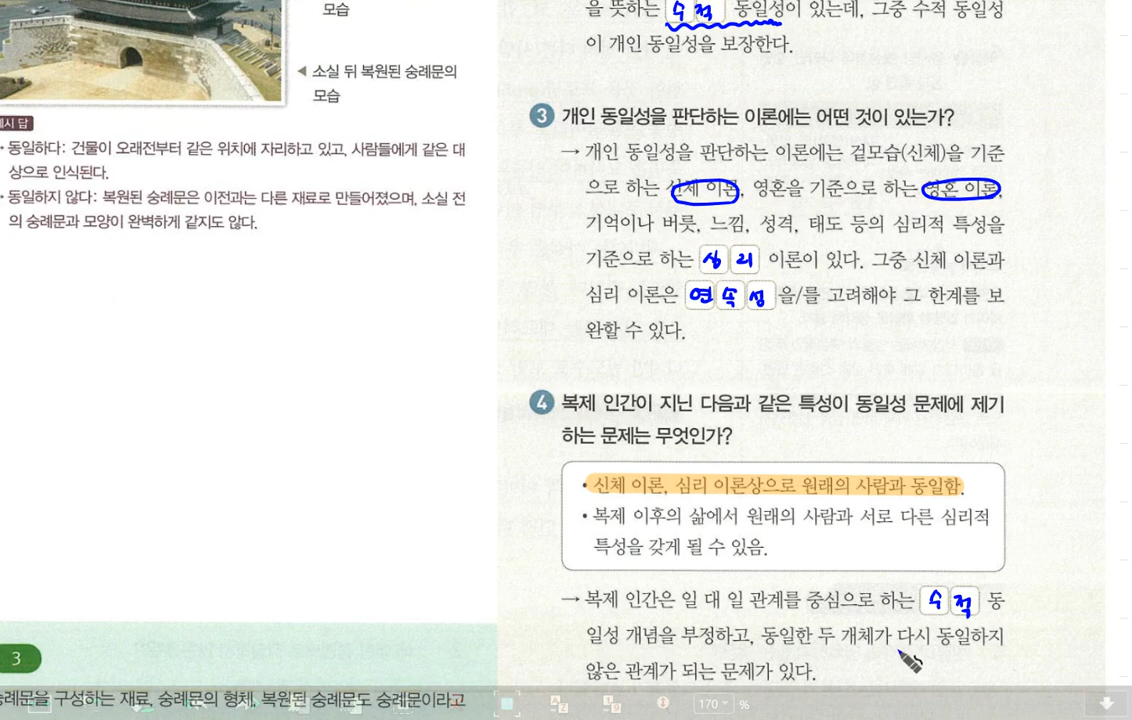 모습
◀ 소실 뒤 복원된 숭례문의
모습
예시 답
• 동일하다: 건물이 오래전부터 같은 위치에 자리하고 있고, 사람들에게 같은 대
상으로 인식된다.
• 동일하지 않다: 복원된 숭례문은 이전과는 다른 재료로 만들어졌으며, 소실 전
의 숭례문과 모양이 완벽하게 같지도 않다.
3
숭례문을 구성하는 재료, 숭례문의 형체, 복원된 숭례문도 숭례문이라고
을 뜻하는 수적 동일성이 있는데, 그중 수적 동일성
이 개인 동일성을 보장한다.
3 개인 동일성을 판단하는 이론에는 어떤 것이 있는가?
→ 개인 동일성을 판단하는 이론에는 겉모습(신체)을 기준
으로 하는 신체 이론, 영혼을 기준으로 하는 영혼 이론,
기억이나 버릇, 느낌, 성격, 태도 등의 심리적 특성을
기준으로 하는 심리 이론이 있다. 그중 신체 이론과
심리 이론은 연속성 을/를 고려해야 그 한계를 보
완할 수 있다.
4 복제 인간이 지닌 다음과 같은 특성이 동일성 문제에 제기
하는 문제는 무엇인가?
• 신체 이론, 심리 이론상으로 원래의 사람과 동일함.
• 복제 이후의 삶에서 원래의 사람과 서로 다른 심리적
특성을 갖게 될 수 있음.
→ 복제 인간은 일 대 일 관계를 중심으로 하는 수적 동
일성 개념을 부정하고, 동일한 두 개체가 다시 동일하지
않은 관계가 되는 문제가 있다.
170 %